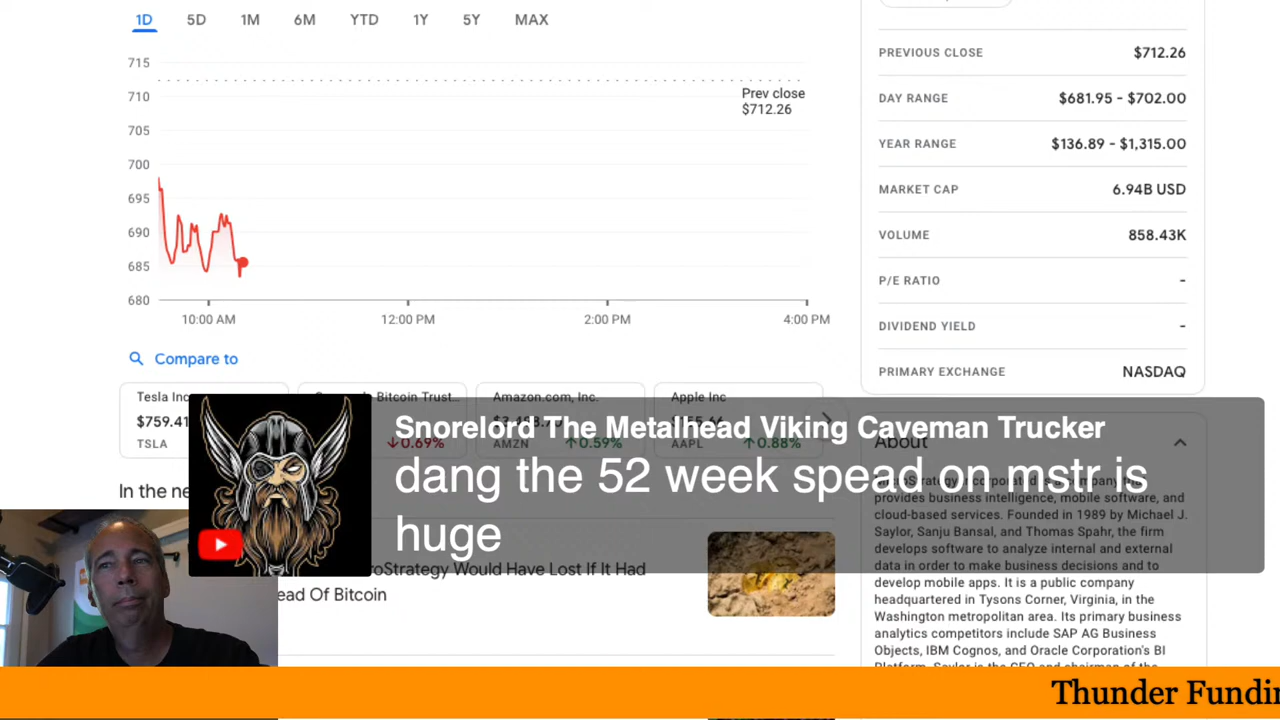 1D 5D 1M 6M YTD 1Y 5Y MAX
715
710
705
700
695
690
685
680
Prev close
$712.26
10:00 AM 12:00 PM 2:00 PM 4:00 PM
Compare to
Tesla Inc
$759.41
TSLA
Bitcoin Trust...
↓0.69%
Amazon.com, Inc.
AMZN ↑0.59%
Apple Inc
AAPL ↑0.88%
In the ne
roStrategy Would Have Lost If It Had
ead Of Bitcoin
PREVIOUS CLOSE $712.26
DAY RANGE $681.95 - $702.00
YEAR RANGE $136.89 - $1,315.00
MARKET CAP 6.94B USD
VOLUME 858.43K
P/E RATIO -
DIVIDEND YIELD -
PRIMARY EXCHANGE NASDAQ
About
provides business intelligence, mobile software, and
cloud-based services. Founded in 1989 by Michael J.
Saylor, Sanju Bansal, and Thomas Spahr, the firm
develops software to analyze internal and external
data in order to make business decisions and to
develop mobile apps. It is a public company
headquartered in Tysons Corner, Virginia, in the
Washington metropolitan area. Its primary business
analytics competitors include SAP AG Business
Objects, IBM Cognos, and Oracle Corporation's BI
Platform. Saylor is the CEO and chairman of the
Snorelord The Metalhead Viking Caveman Trucker
dang the 52 week spead on mstr is
huge
Thunder Fundin